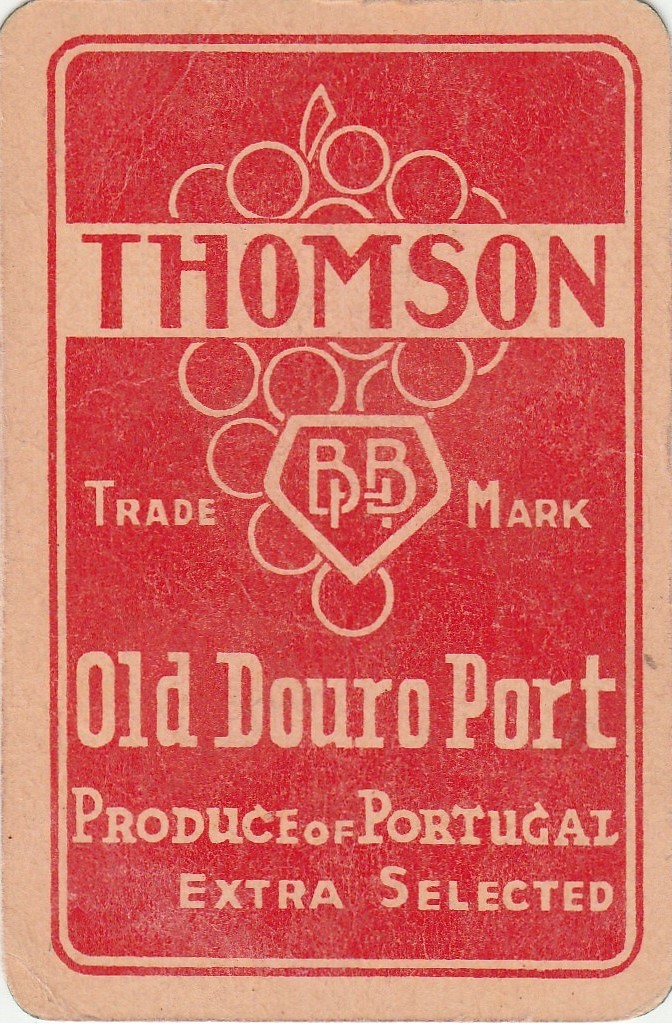 THOMSON
TRADE MARK
Old Douro Port
PRODUCE OF PORTUGAL
EXTRA SELECTED